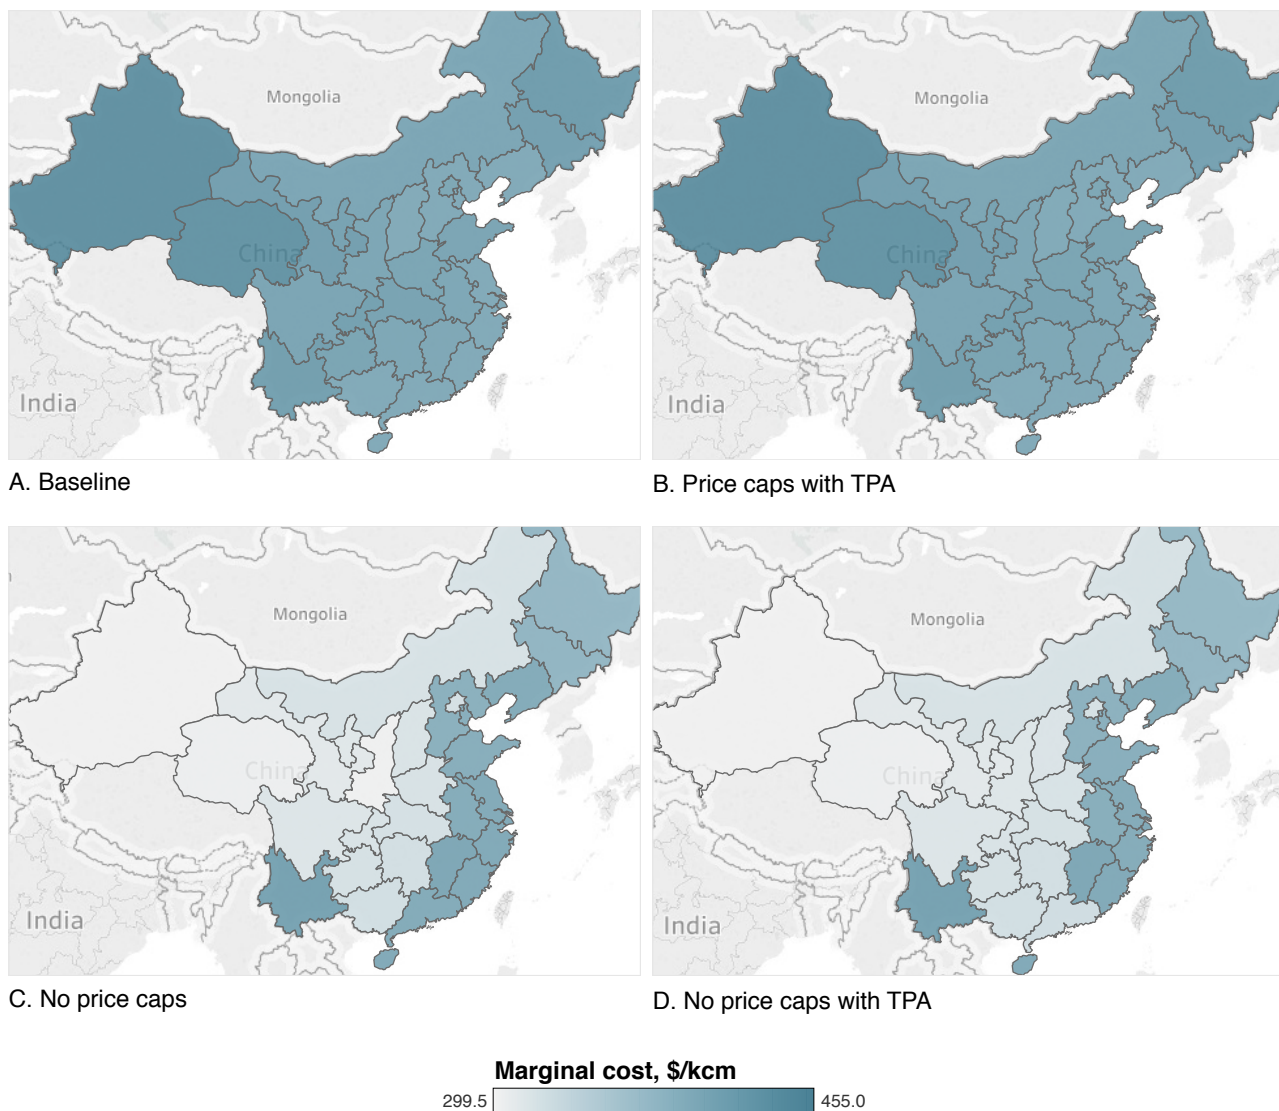 Mongolia
China
India
A. Baseline
Mongolia
China
India
B. Price caps with TPA
Mongolia
China
India
C. No price caps
Mongolia
China
India
D. No price caps with TPA
Marginal cost, $/kcm
299.5 455.0